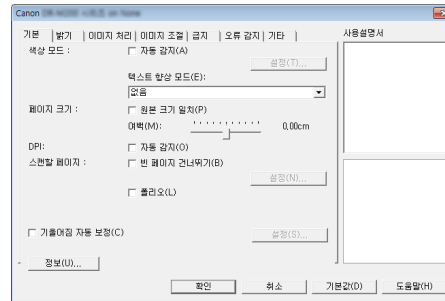 Canon
기본 밝기 이미지 처리 이미지 조절 급지 오류 감지 기타
사용설명서
색상 모드 : 자동 감지(A)
설정(T)...
텍스트 향상 모드(E):
없음
페이지 크기 : 원본 크기 일치(P)
여백(M): 0,00cm
DPI: 자동 감지(O)
스캔할 페이지 : 빈 페이지 건너뛰기(B)
설정(N)...
폴리오(L)
기울어짐 자동 보정(C) 설정(S)...
정보(U)...
확인 취소 기본값(D) 도움말(H)